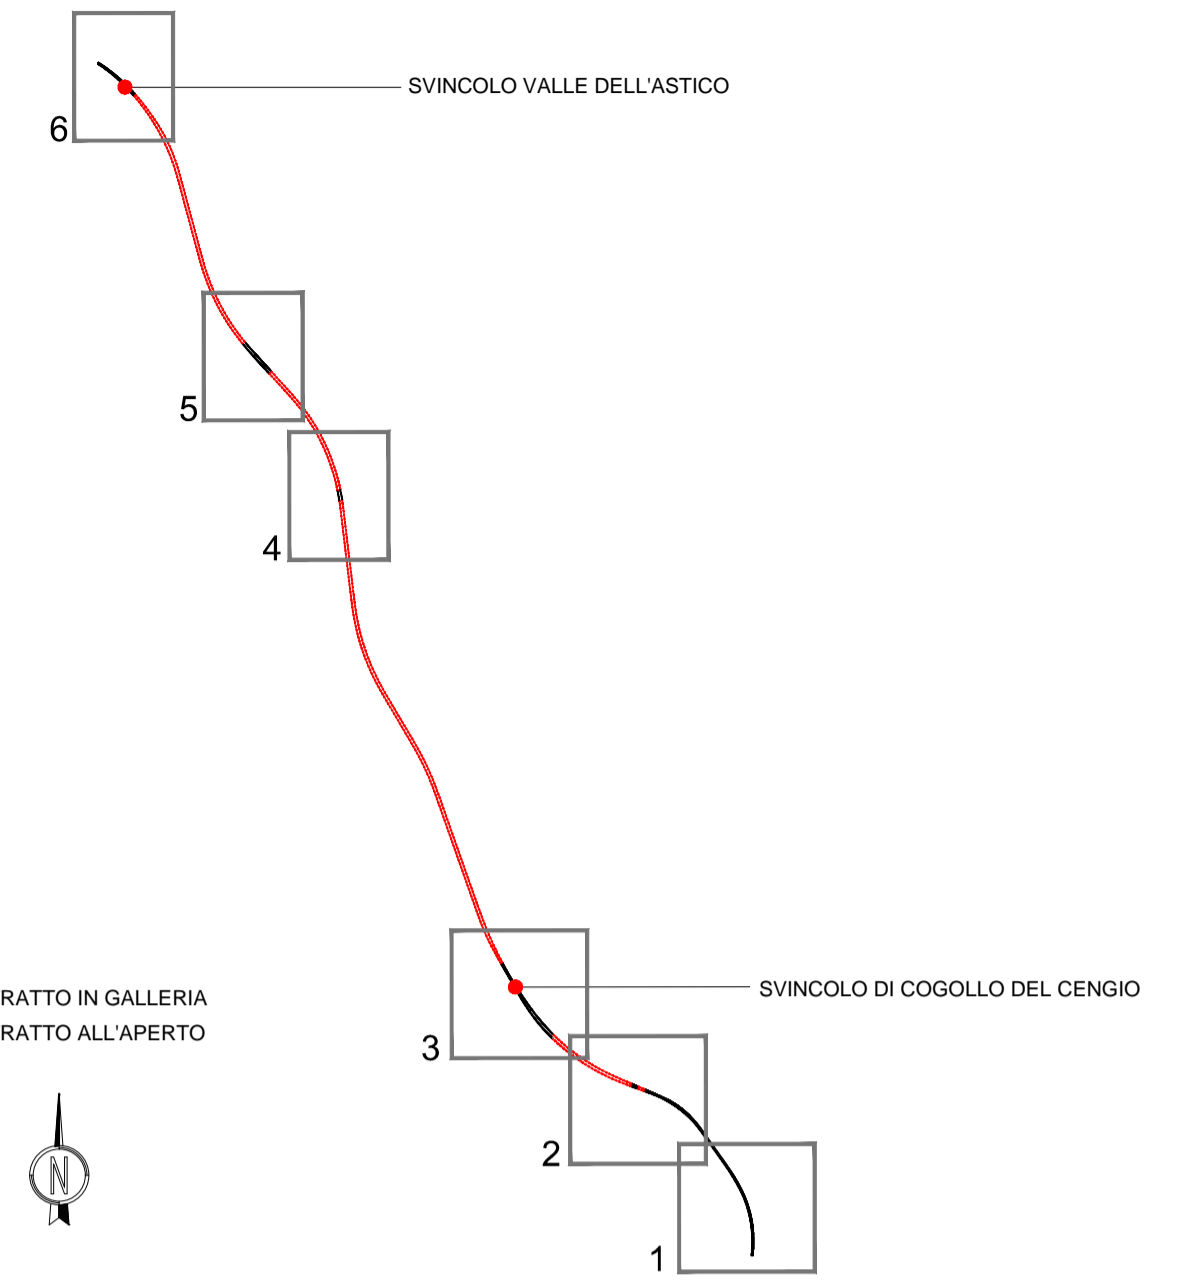 SVINCOLO VALLE DELL'ASTICO
6
5
4
SVINCOLO DI COGOLLO DEL CENGIO
RATTO IN GALLERIA
RATTO ALL'APERTO
3
2
N
1